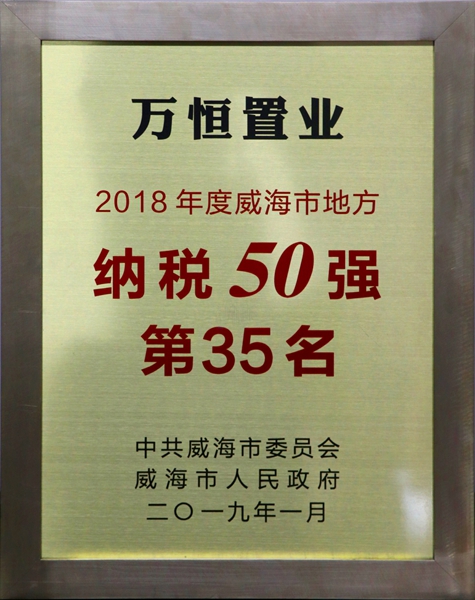 万恒置业
2018年度威海市地方
纳税50强
第35名
中共威海市委员会
威海市人民政府
二〇一九年一月